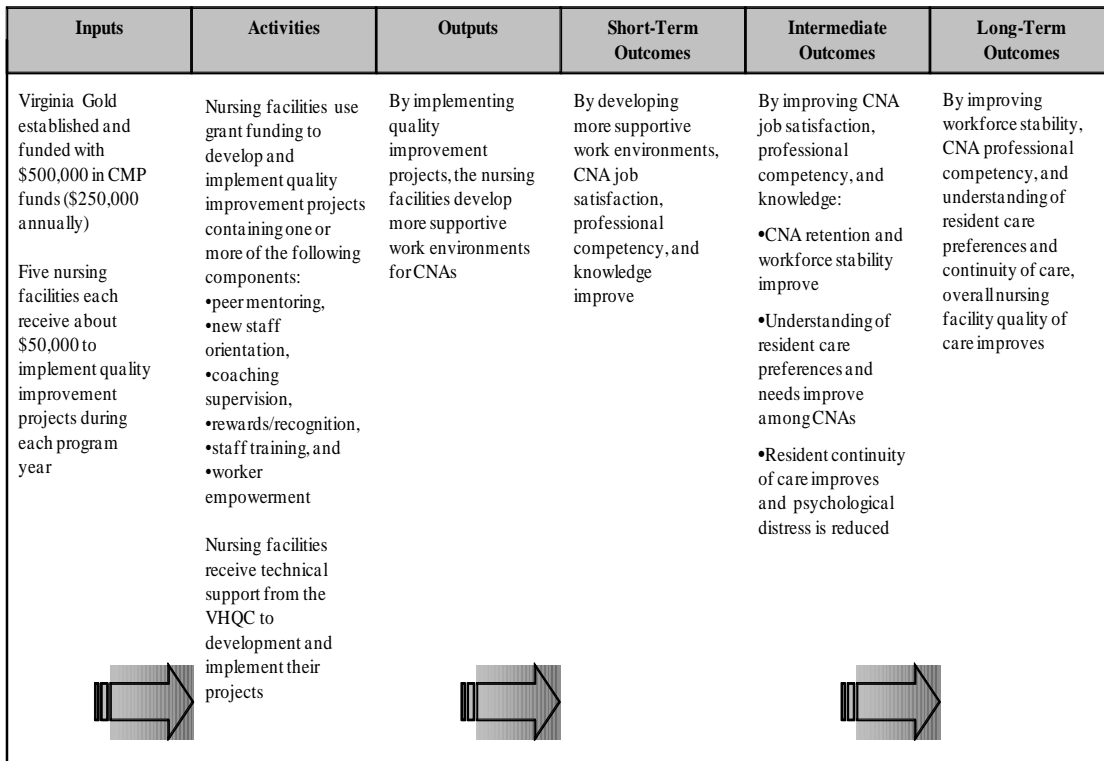 Inputs
Activities
Outputs
Short-Term
Outcomes
Intermediate
Outcomes
Long-Term
Outcomes
Virginia Gold
established and
funded with
$500,000 in CMP
funds ($250,000
annually)
Five nursing
facilities each
receive about
$50,000 to
implement quality
improvement
projects during
each program
year
Nursing facilities use
grant funding to
develop and
implement quality
improvement projects
containing one or
more of the following
components:
•peer mentoring,
•new staff
orientation,
•coaching
supervision,
•rewards/recognition,
•staff training, and
•worker
empowerment
Nursing facilities
receive technical
support from the
VHQC to
development and
implement their
projects
By implementing
quality
improvement
projects, the nursing
facilities develop
more supportive
work environments
for CNAs
By developing
more supportive
work environments,
CNA job
satisfaction,
professional
competency, and
knowledge
improve
By improving CNA
job satisfaction,
professional
competency, and
knowledge:
•CNA retention and
workforce stability
improve
•Understanding of
resident care
preferences and
needs improve
among CNAs
•Resident continuity
of care improves
and psychological
distress is reduced
By improving
workforce stability,
CNA professional
competency, and
understanding of
resident care
preferences and
continuity of care,
overall nursing
facility quality of
care improves